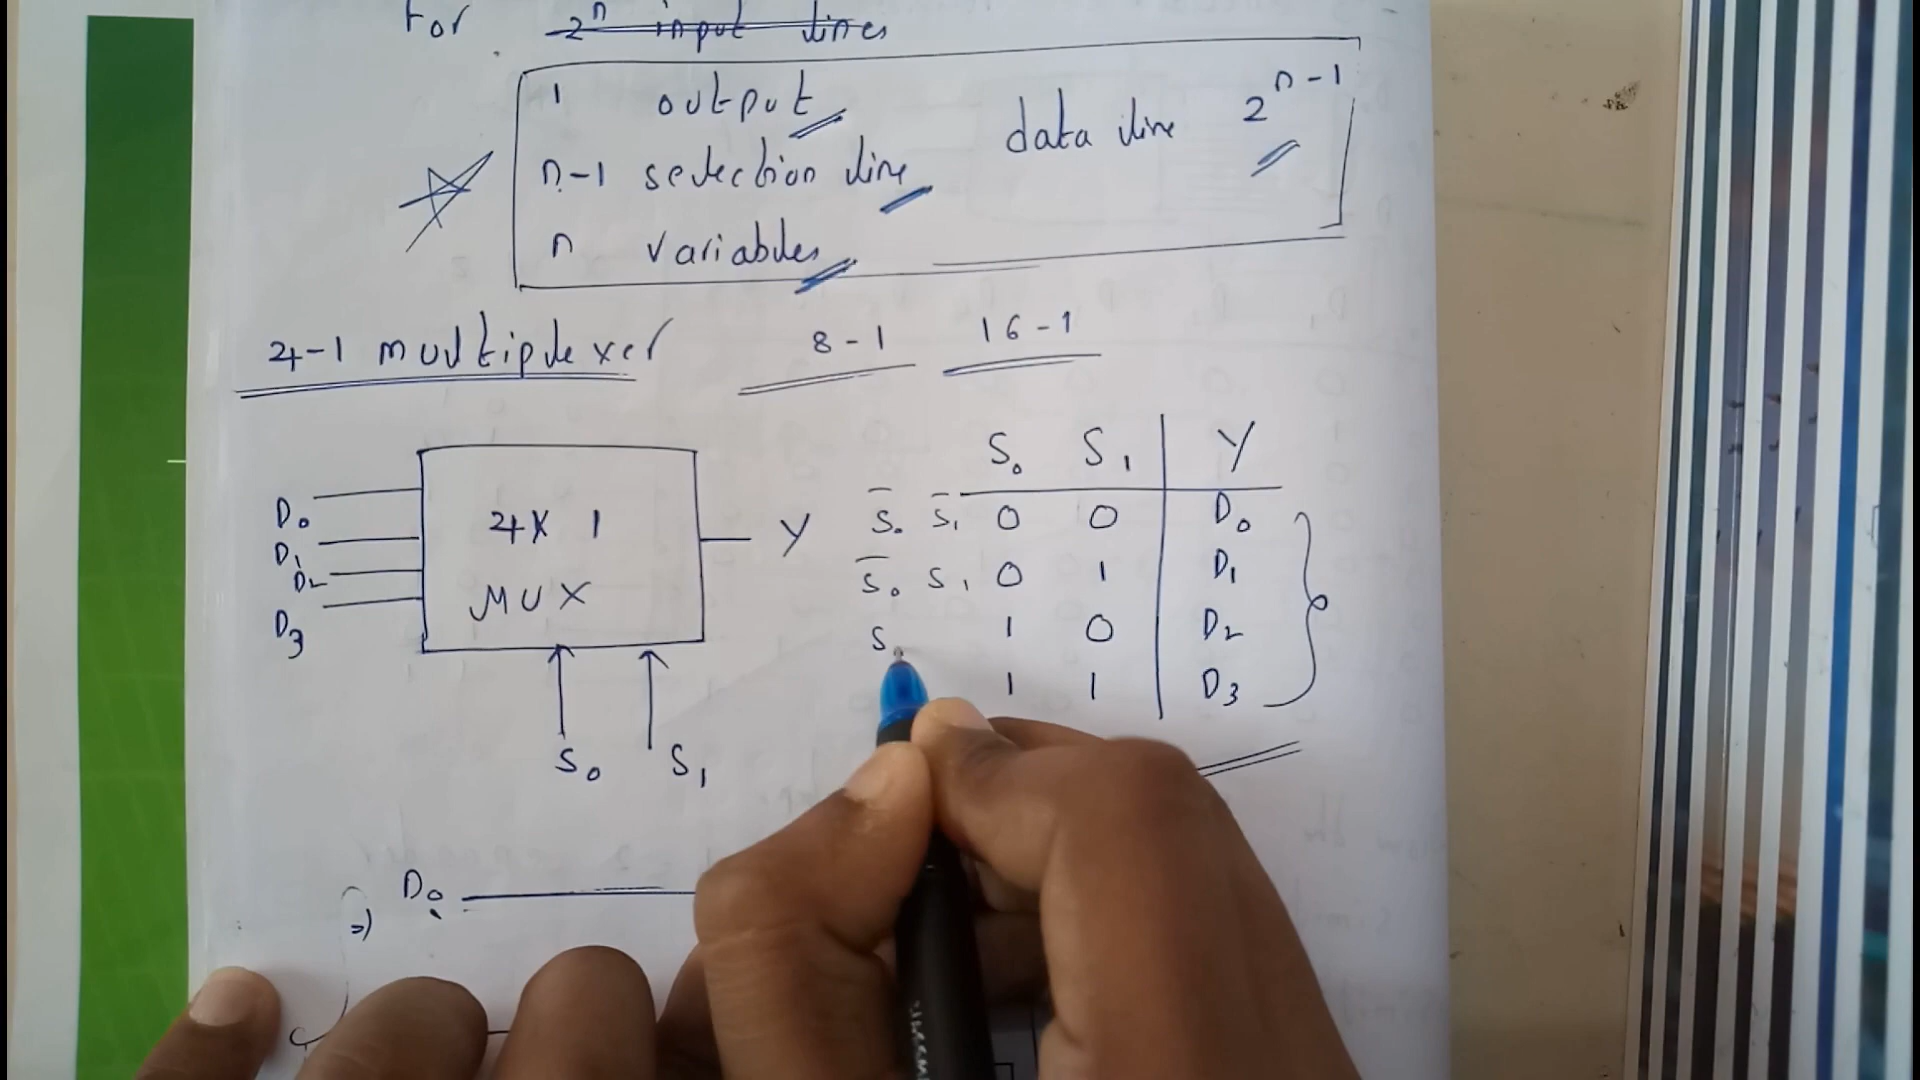 For 2ⁿ input lines
1 output
data line 2ⁿ⁻¹
n-1 selection line
n variables
4-1 multiplexer 8-1 16-1
S₀ S₁ Y
D₀
D₁
D₂
D₃
4X1
MUX
Y
S₀ S₁
S̅₀ S̅₁ 0 0 D₀
S̅₀ S₁ 0 1 D₁
S 1 0 D₂
1 1 D₃
⇒) D₀